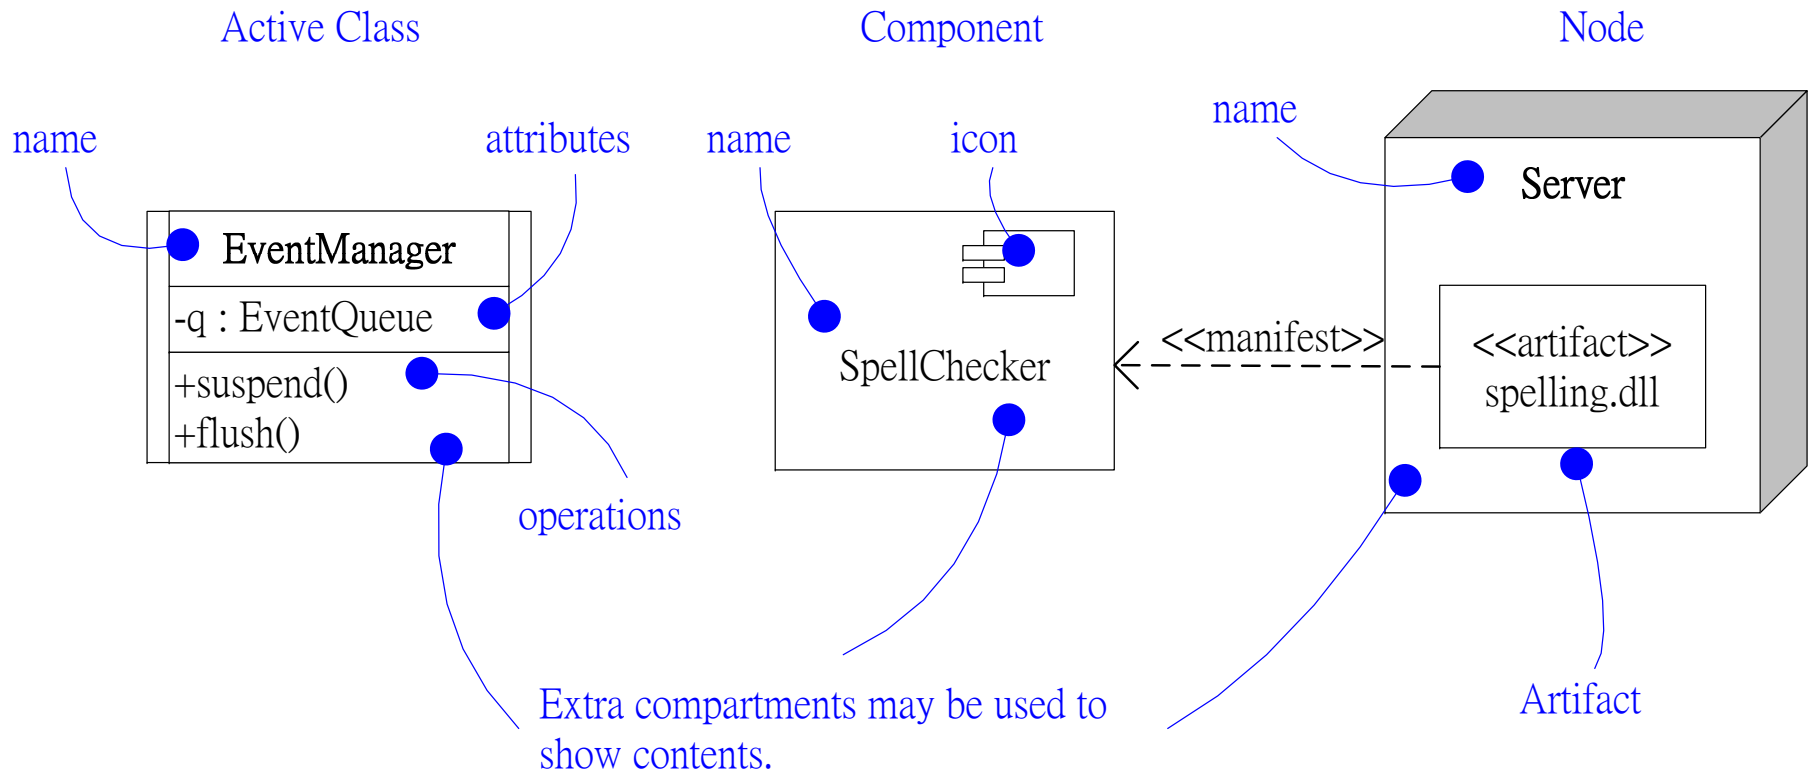 Active Class
Component
Node
name
attributes
name
icon
name
EventManager
-q : EventQueue
+suspend()
+flush()
operations
SpellChecker
<<manifest>>
Server
<<artifact>>
spelling.dll
Extra compartments may be used to
show contents.
Artifact